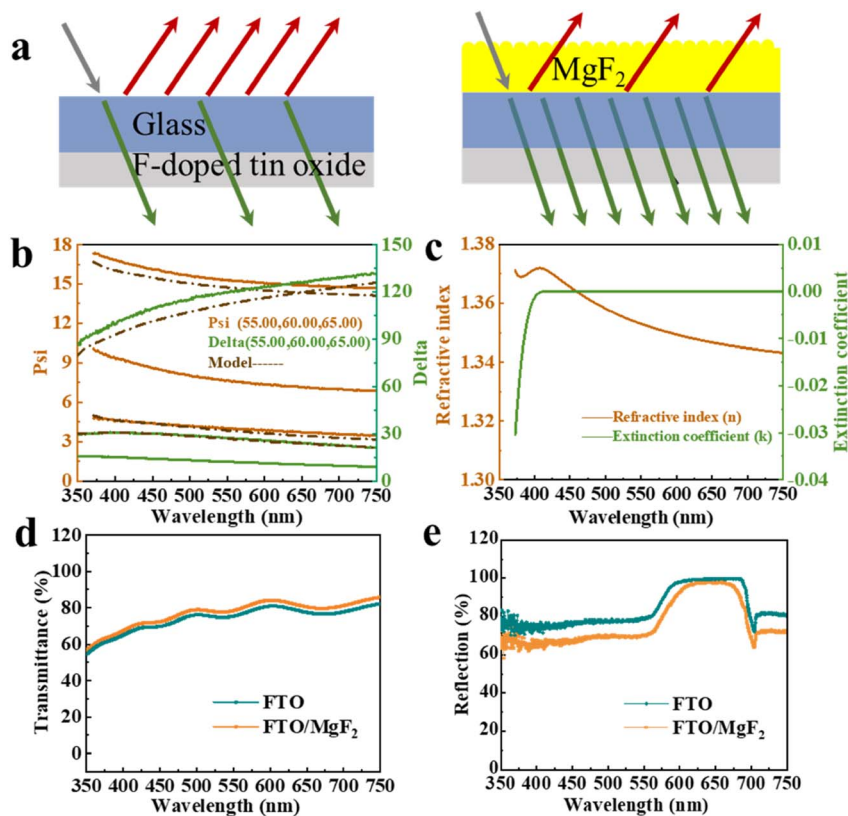 a
Glass
F-doped tin oxide
MgF₂
b
18
15
12
9
6
3
0
Psi
150
120
90
60
30
0
Delta
Psi (55.00,60.00,65.00)
Delta(55.00,60.00,65.00)
Model------
350 400 450 500 550 600 650 700 750
Wavelength (nm)
c
1.38
1.36
1.34
1.32
1.30
Refractive index
0.01
0.00
-0.01
-0.02
-0.03
-0.04
Extinction coefficient
Refractive index (n)
Extinction coefficient (k)
350 400 450 500 550 600 650 700 750
Wavelength (nm)
d
120
100
80
60
40
20
0
Transmittance (%)
FTO
FTO/MgF₂
350 400 450 500 550 600 650 700 750
Wavelength (nm)
e
120
100
80
60
40
20
0
Reflection (%)
FTO
FTO/MgF₂
350 400 450 500 550 600 650 700 750
Wavelength (nm)